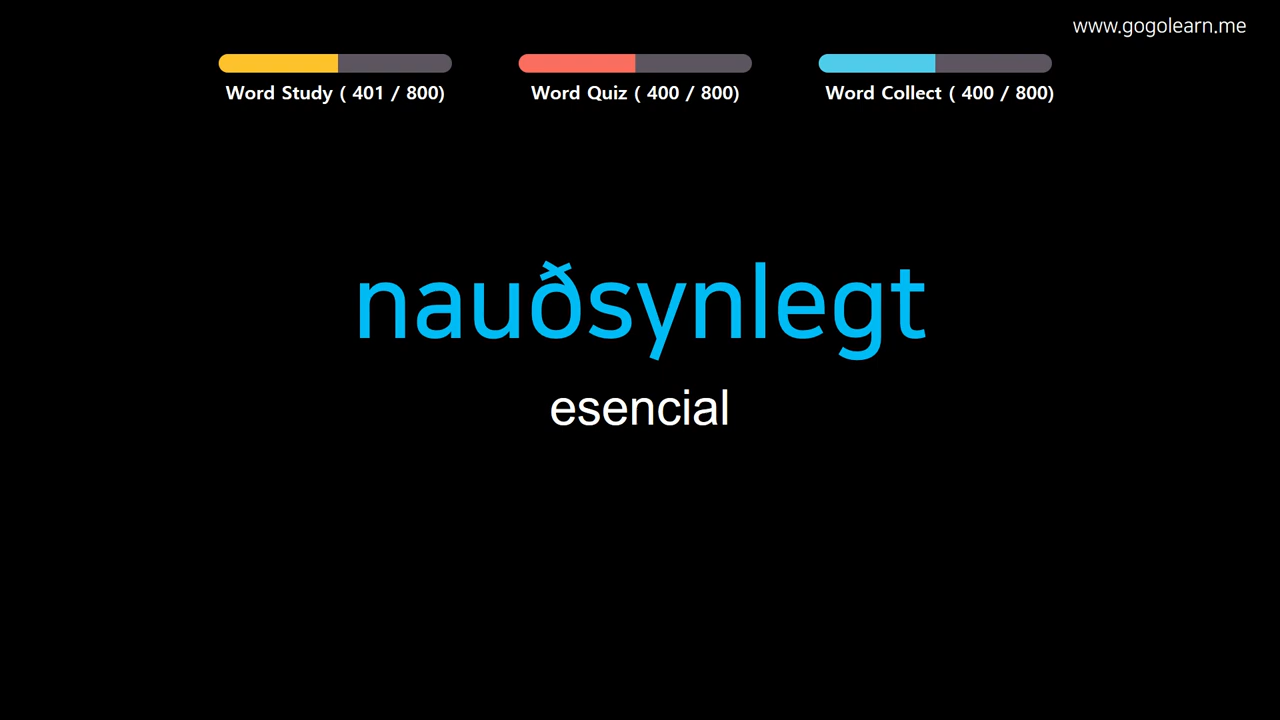 www.gogolearn.me
Word Study ( 401 / 800)
Word Quiz ( 400 / 800)
Word Collect ( 400 / 800)
nauðsynlegt
esencial